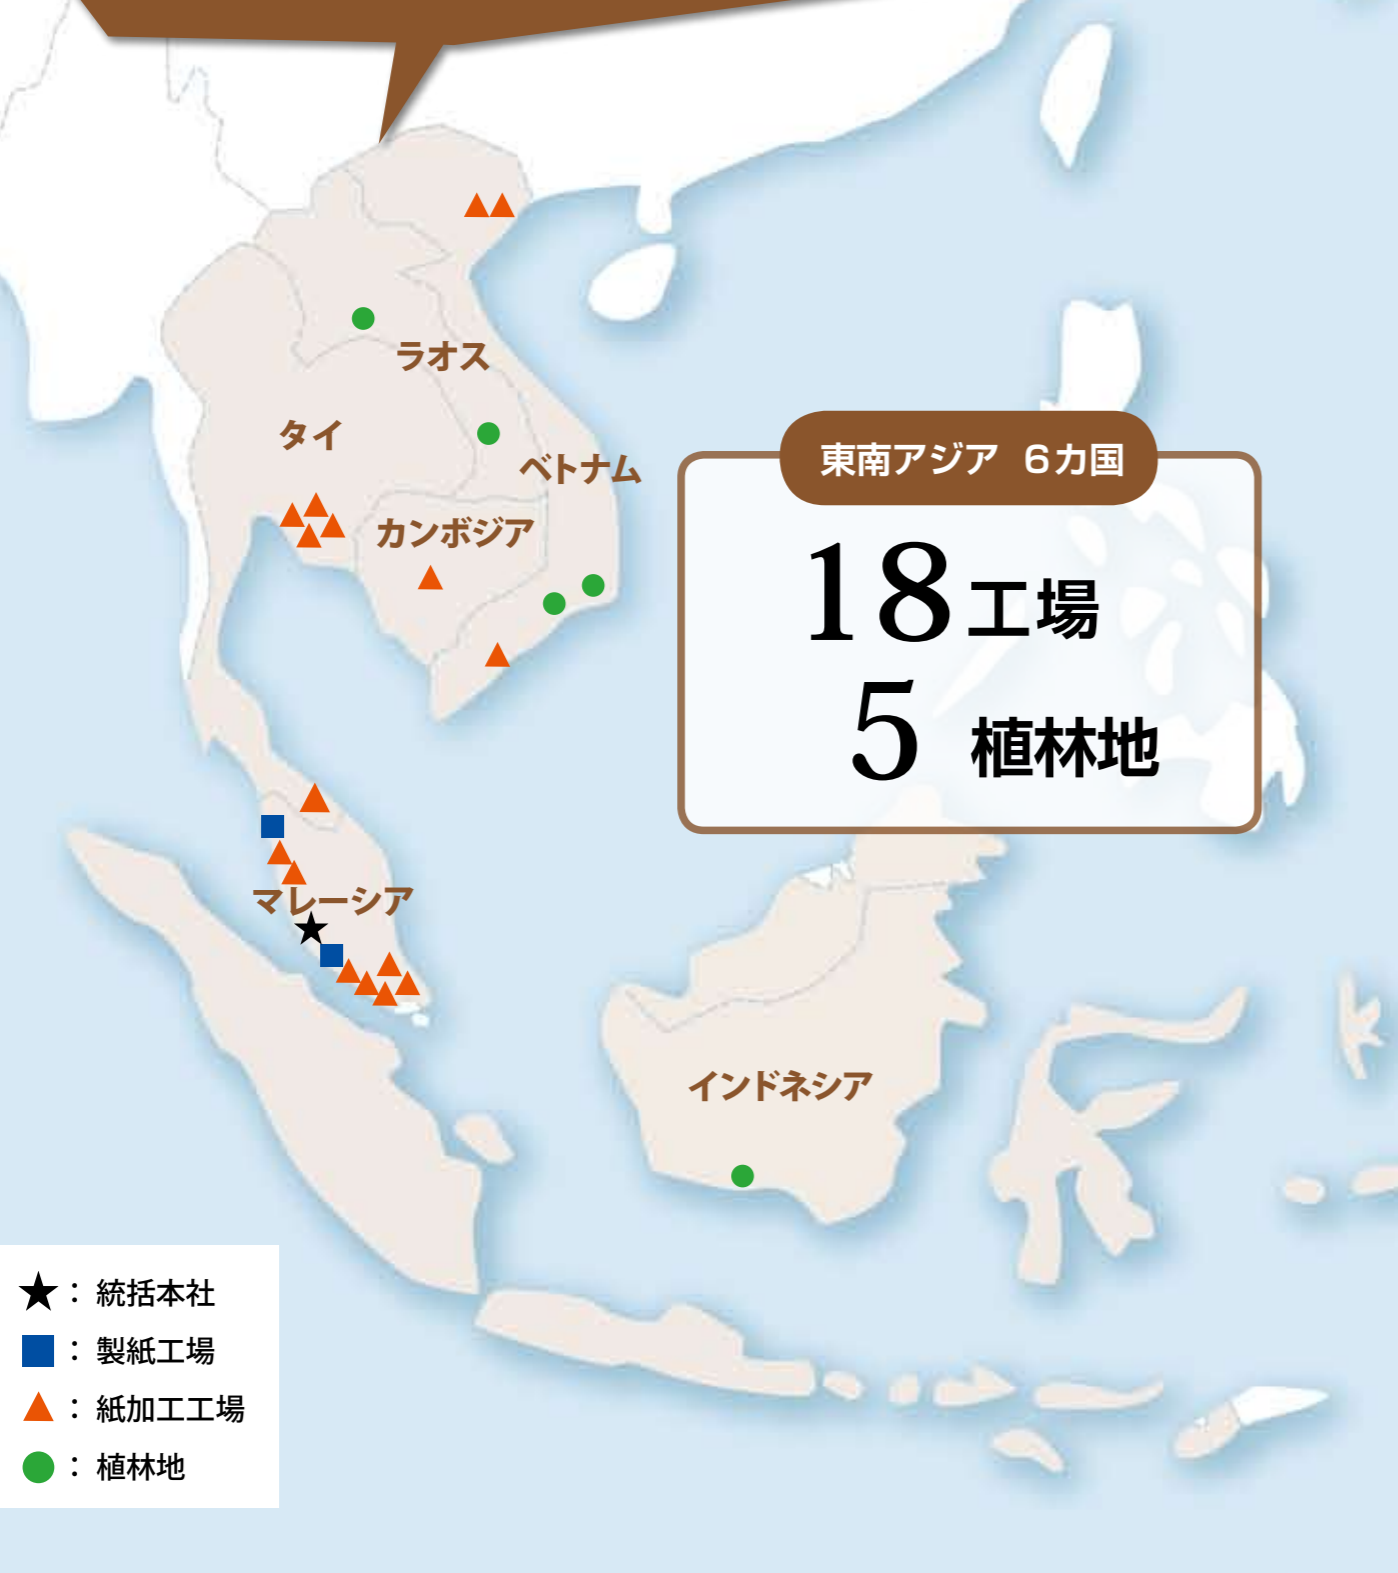 ラオス
タイ
ベトナム
カンボジア
東南アジア 6カ国
18工場
5 植林地
マレーシア
インドネシア
★：統括本社
■：製紙工場
▲：紙加工工場
●：植林地